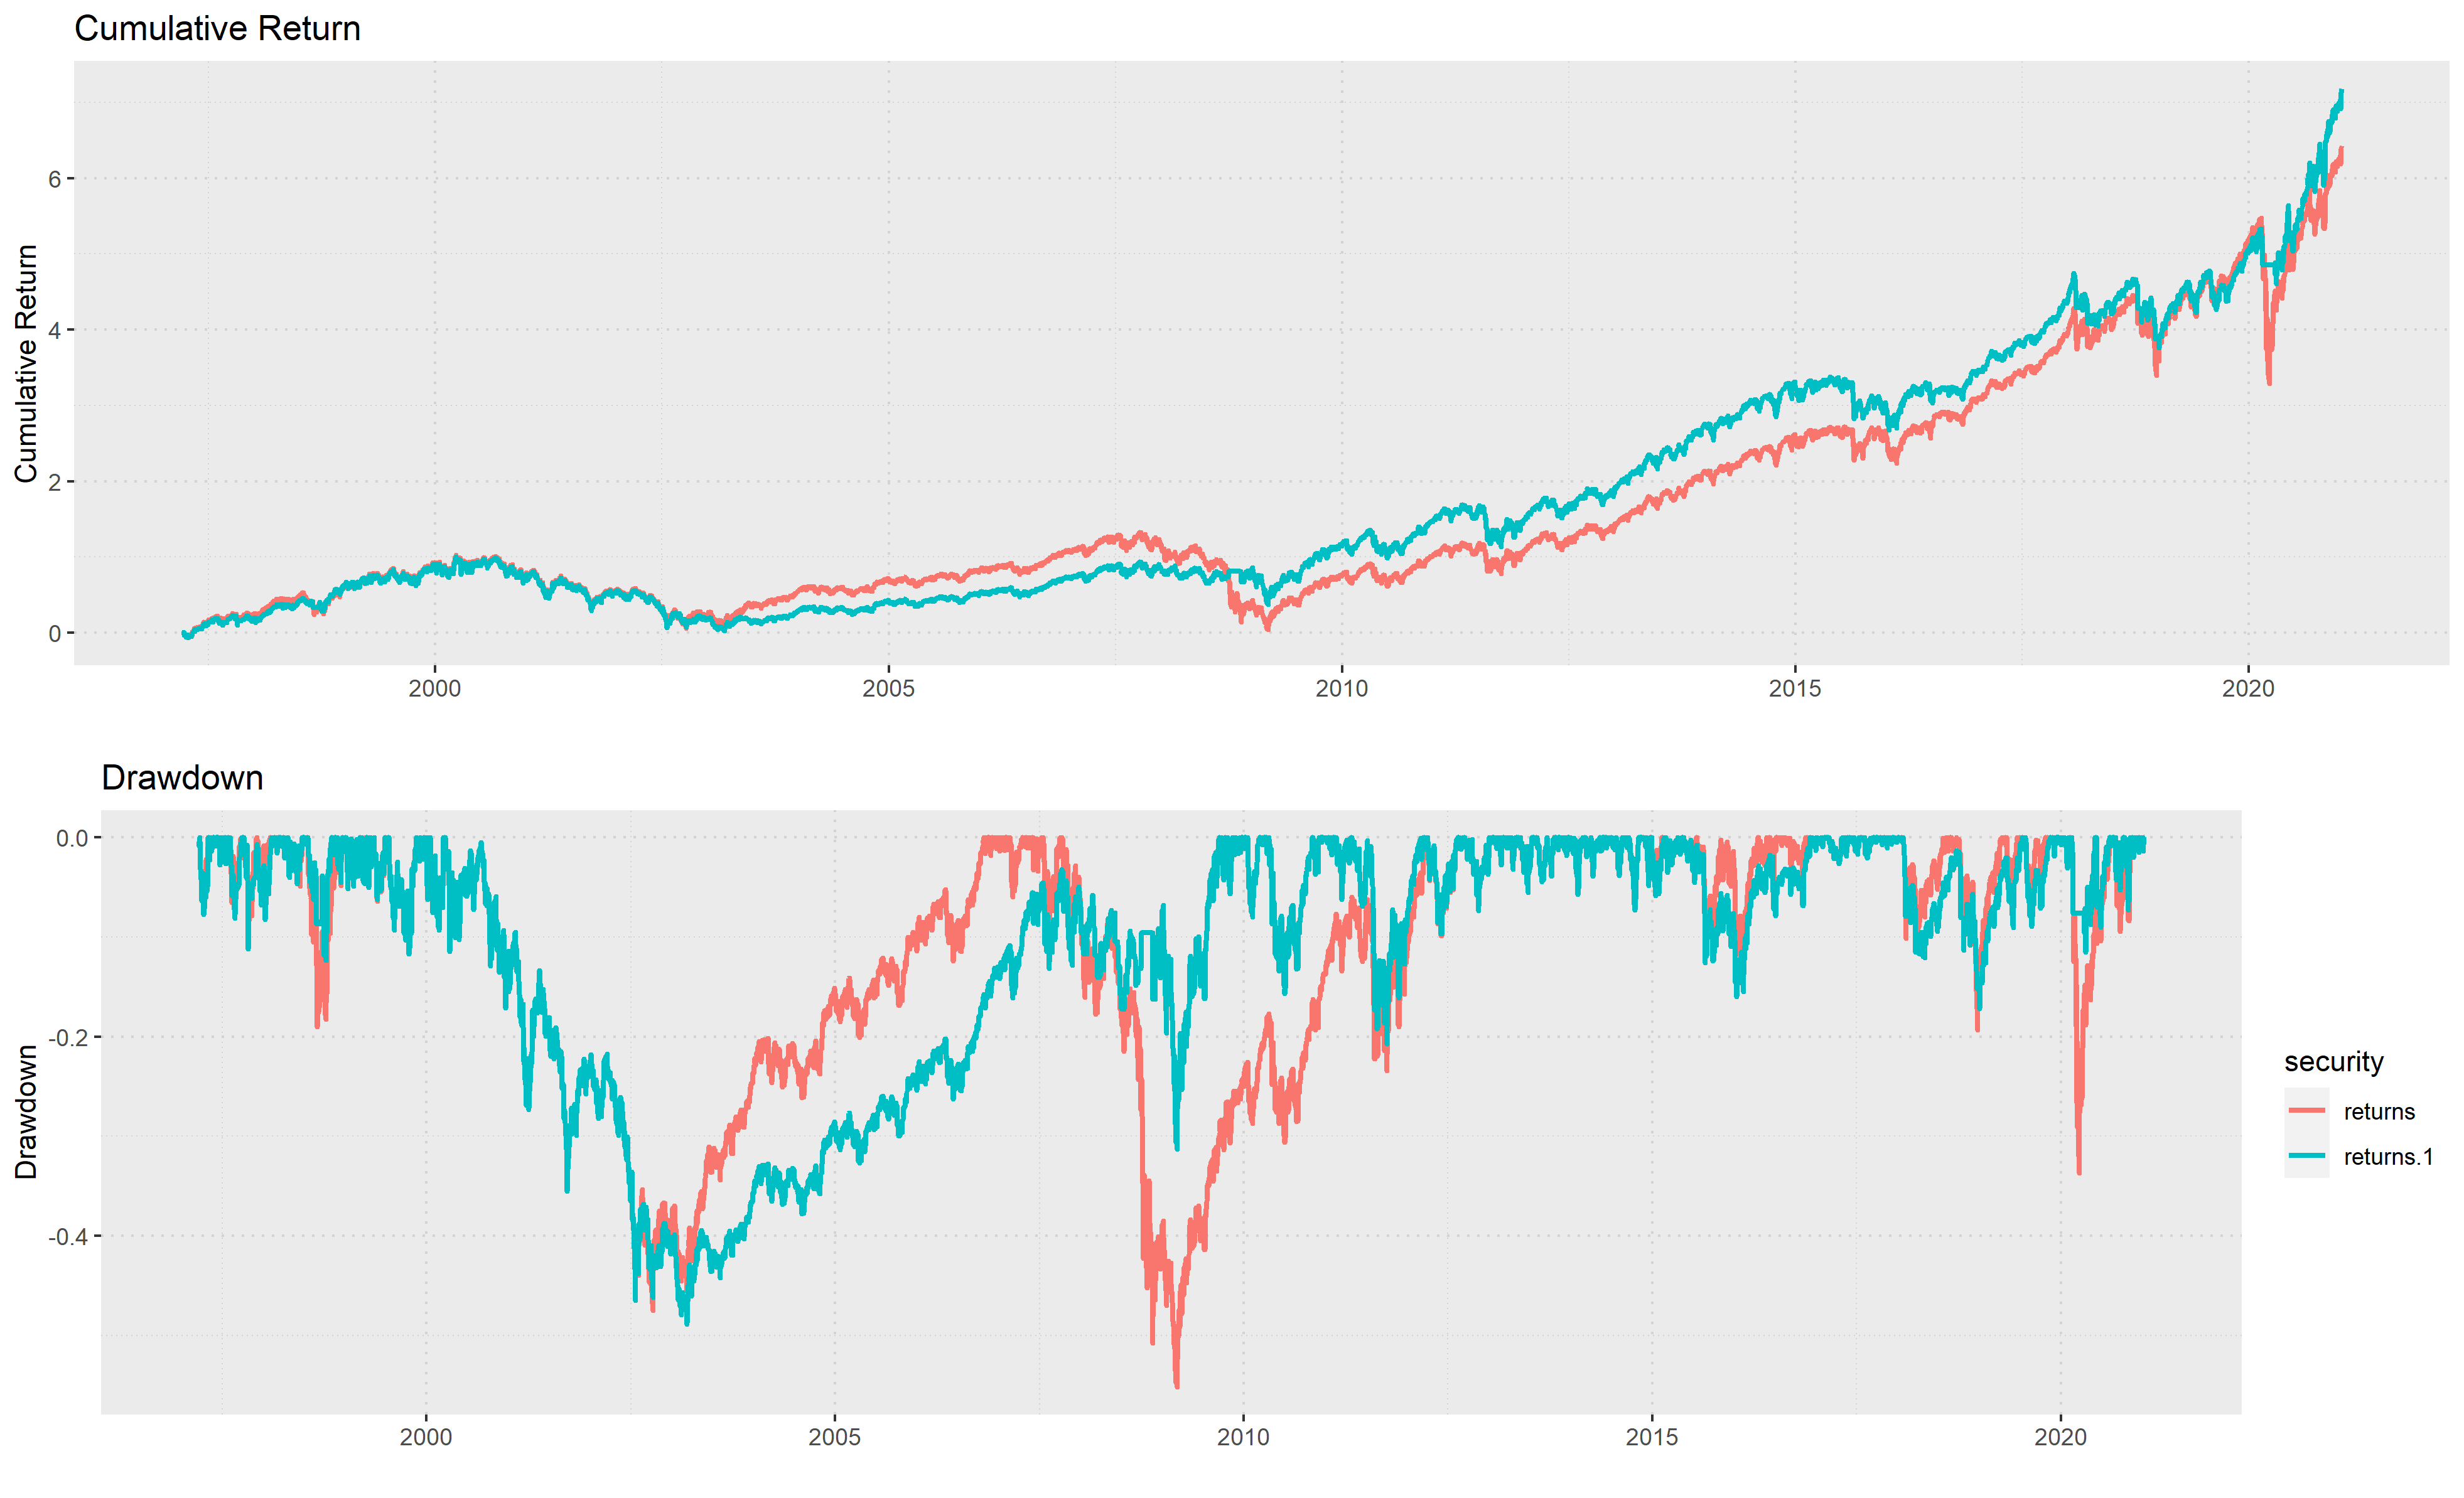 Cumulative Return
Cumulative Return
6
4
2
0
2000 2005 2010 2015 2020
Drawdown
Drawdown
0.0
-0.2
-0.4
2000 2005 2010 2015 2020
security
returns
returns.1